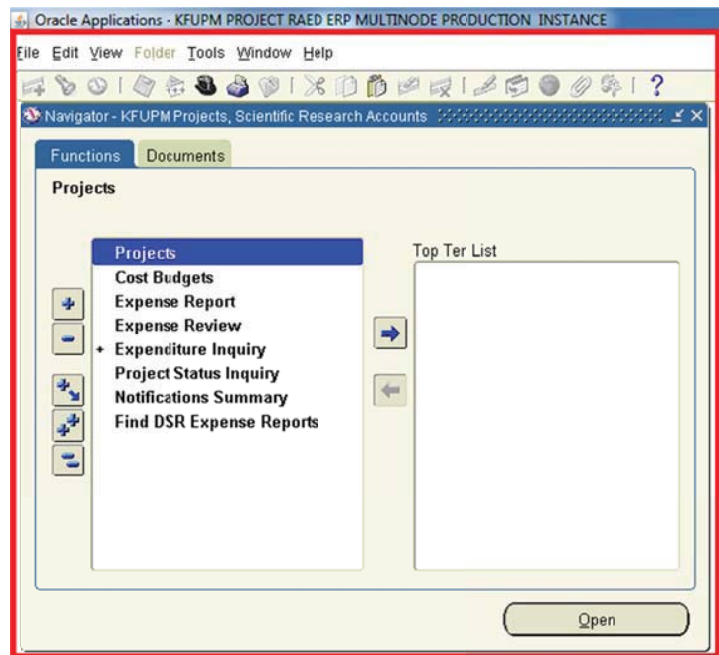 Oracle Applications - KFUPM PROJECT RAED ERP MULTINODE PRODUCTION INSTANCE
File Edit View Folder Tools Window Help
?
Navigator - KFUPM Projects, Scientific Research Accounts
Functions Documents
Projects
Top Ter List
Projects
Cost Budgets
Expense Report
Expense Review
+ Expenditure Inquiry
Project Status Inquiry
Notifications Summary
Find DSR Expense Reports
Open